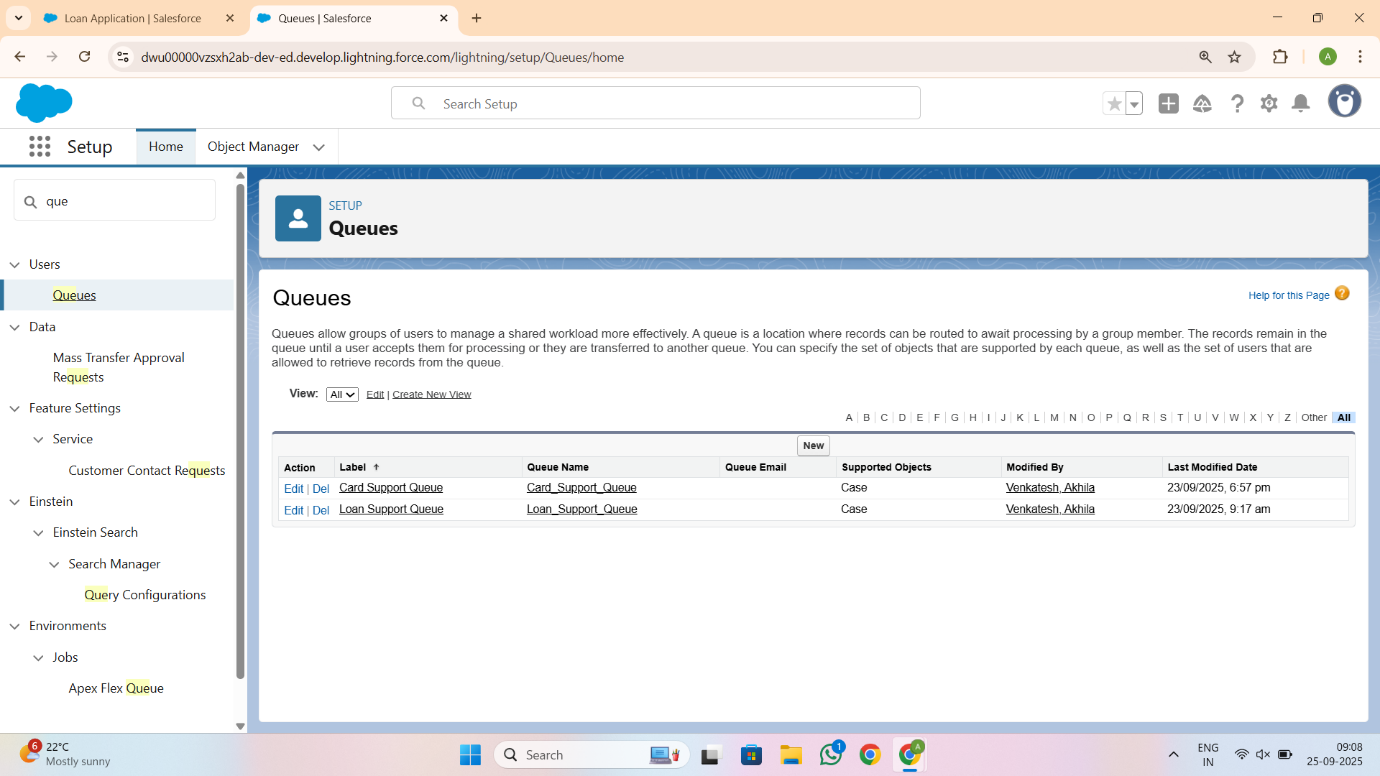 Loan Application | Salesforce
Queues | Salesforce
dwu00000vzsxh2ab-dev-ed.develop.lightning.force.com/lightning/setup/Queues/home
A
Search Setup
Setup
Home
Object Manager
que
Users
Queues
Data
Mass Transfer Approval
Requests
Feature Settings
Service
Customer Contact Requests
Einstein
Einstein Search
Search Manager
Query Configurations
Environments
Jobs
Apex Flex Queue
SETUP
Queues
Queues
Help for this Page ?
Queues allow groups of users to manage a shared workload more effectively. A queue is a location where records can be routed to await processing by a group member. The records remain in the
queue until a user accepts them for processing or they are transferred to another queue. You can specify the set of objects that are supported by each queue, as well as the set of users that are
allowed to retrieve records from the queue.
View: All Edit | Create New View
A | B | C | D | E | F | G | H | I | J | K | L | M | N | O | P | Q | R | S | T | U | V | W | X | Y | Z | Other All
New
Action Label Queue Name Queue Email Supported Objects Modified By Last Modified Date
Edit | Del Card Support Queue Card_Support_Queue Case Venkatesh, Akhila 23/09/2025, 6:57 pm
Edit | Del Loan Support Queue Loan_Support_Queue Case Venkatesh, Akhila 23/09/2025, 9:17 am
6
22°C
Mostly sunny
Search
1
A
ENG
IN
09:08
25-09-2025